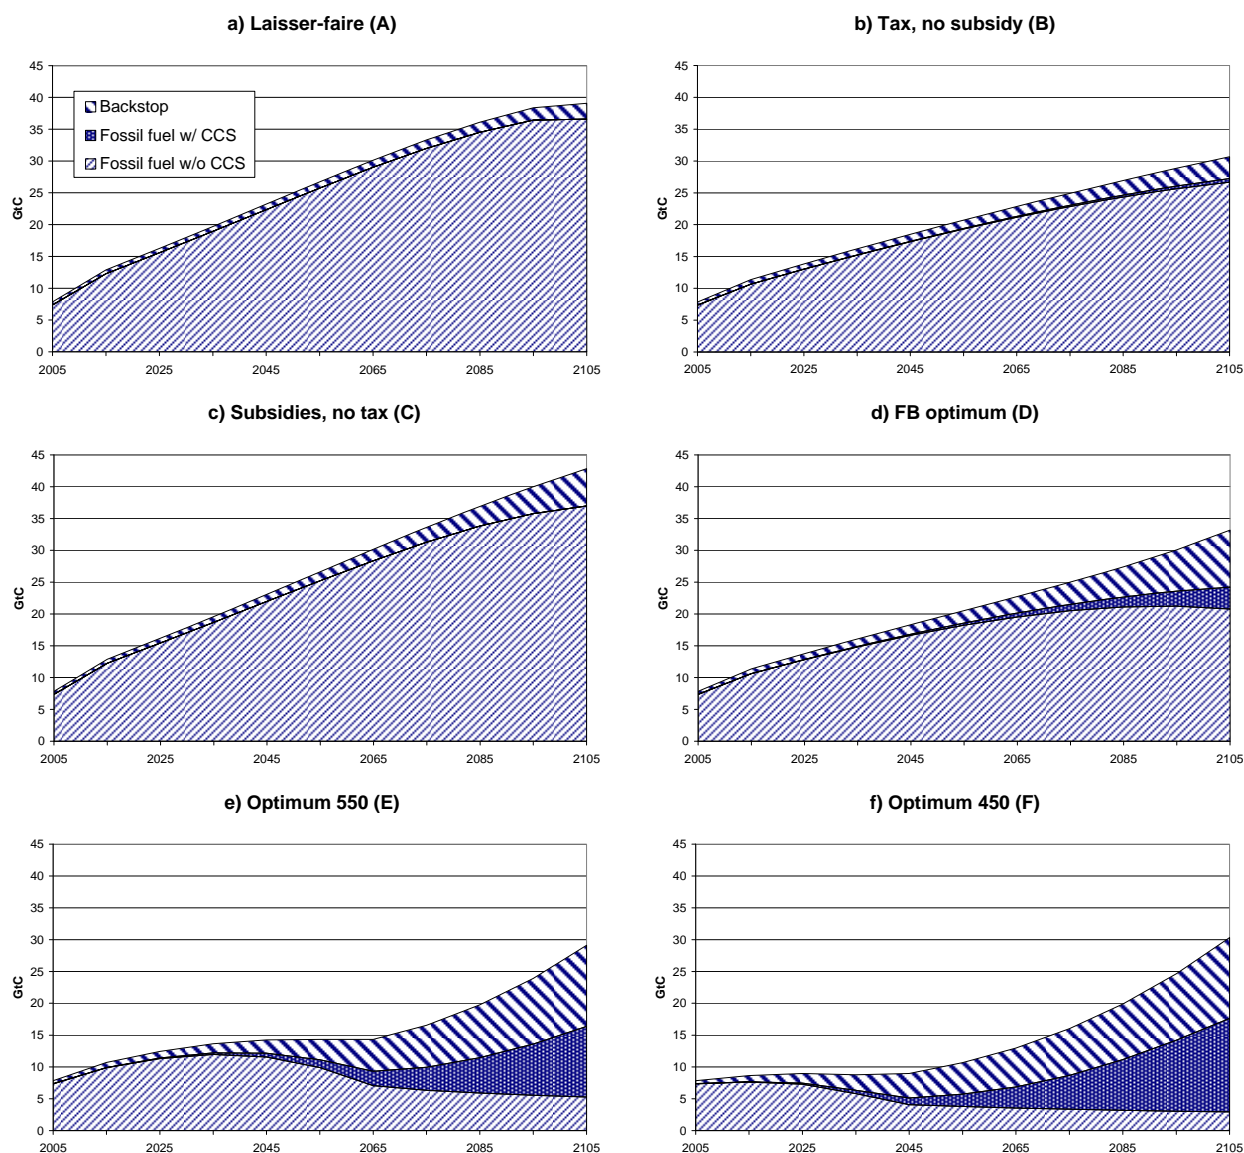 a) Laisser-faire (A)
45
40
35
30
25
20
15
10
5
0
GtC
Backstop
Fossil fuel w/ CCS
Fossil fuel w/o CCS
2005 2025 2045 2065 2085 2105
b) Tax, no subsidy (B)
45
40
35
30
25
20
15
10
5
0
GtC
2005 2025 2045 2065 2085 2105
c) Subsidies, no tax (C)
45
40
35
30
25
20
15
10
5
0
GtC
2005 2025 2045 2065 2085 2105
d) FB optimum (D)
45
40
35
30
25
20
15
10
5
0
GtC
2005 2025 2045 2065 2085 2105
e) Optimum 550 (E)
45
40
35
30
25
20
15
10
5
0
GtC
2005 2025 2045 2065 2085 2105
f) Optimum 450 (F)
45
40
35
30
25
20
15
10
5
0
GtC
2005 2025 2045 2065 2085 2105